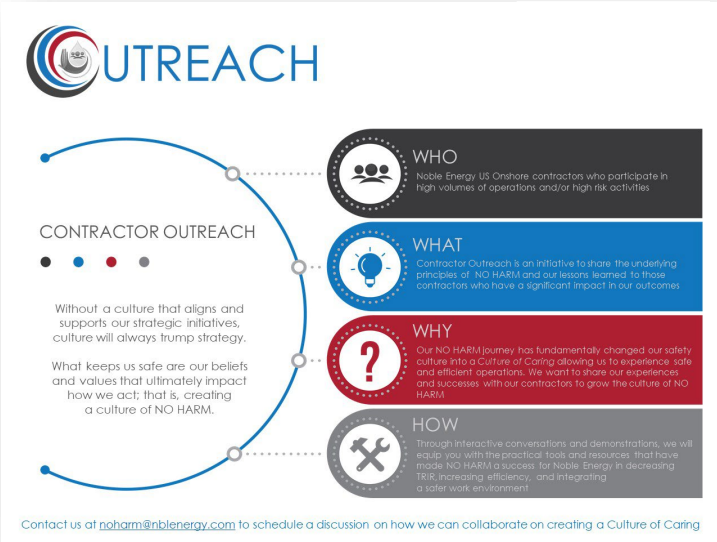 OUTREACH
CONTRACTOR OUTREACH
Without a culture that aligns and
supports our strategic initiatives,
culture will always trump strategy.
What keeps us safe are our beliefs
and values that ultimately impact
how we act; that is, creating
a culture of NO HARM.
WHO
Noble Energy US Onshore contractors who participate in
high volumes of operations and/or high risk activities
WHAT
Contractor Outreach is an initiative to share the underlying
principles of NO HARM and our lessons learned to those
contractors who have a significant impact in our outcomes
WHY
Our NO HARM journey has fundamentally changed our safety
culture into a Culture of Caring allowing us to experience safe
and efficient operations. We want to share our experiences
and successes with our contractors to grow the culture of NO
HARM
HOW
Through interactive conversations and demonstrations, we will
equip you with the practical tools and resources that have
made NO HARM a success for Noble Energy in decreasing
TRIR, increasing efficiency, and integrating
a safer work environment
Contact us at noharm@nblenergy.com to schedule a discussion on how we can collaborate on creating a Culture of Caring